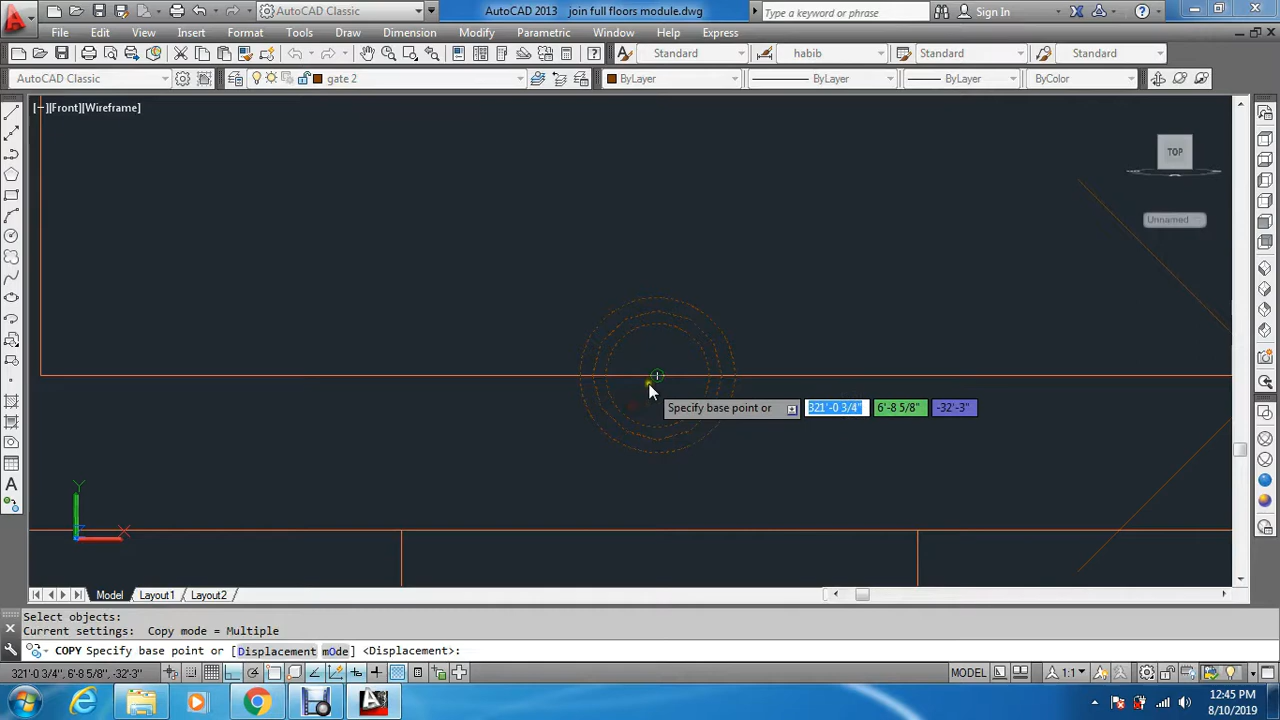 AutoCAD Classic
AutoCAD 2013 join full floors module.dwg
Type a keyword or phrase
Sign In
File Edit View Insert Format Tools Draw Dimension Modify Parametric Window Help Express
Standard habib Standard Standard
AutoCAD Classic gate 2 ByLayer ByLayer ByLayer ByColor
[−][Front][Wireframe]
TOP
Unnamed
Specify base point or 321'-0 3/4" 6'-8 5/8" -32'-3"
Y
X
Model Layout1 Layout2
Select objects:
Current settings: Copy mode = Multiple
COPY Specify base point or [Displacement mOde] <Displacement>:
321'-0 3/4", 6'-8 5/8", -32'-3" MODEL 1:1
12:45 PM
8/10/2019